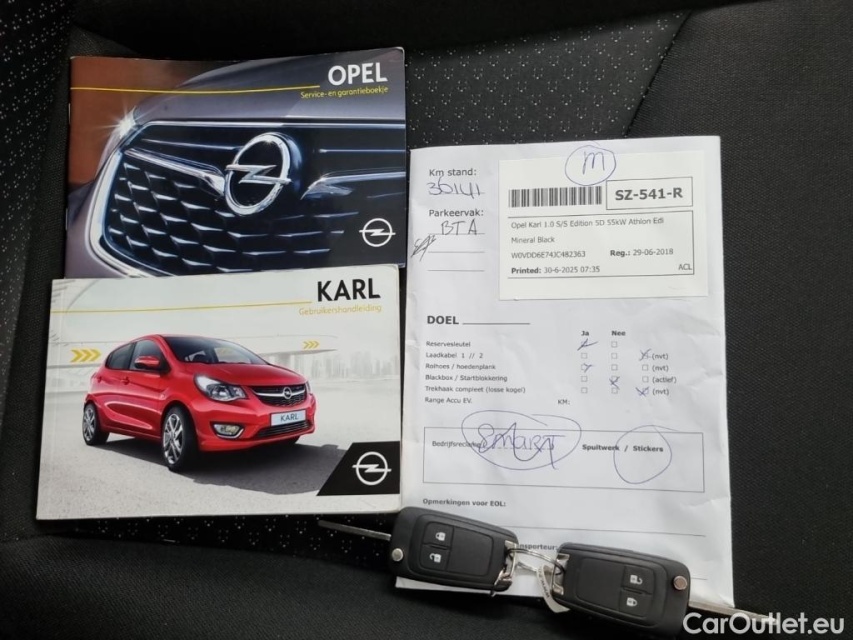 OPEL
Service- en garantieboekje
KARL
Gebruikershandleiding
KARL
Km stand:
36141
Parkeervak:
BTA
m
SZ-541-R
Opel Karl 1.0 S/S Edition 5D 55kW Athlon Edi
Mineral Black
W0VDD6E74JC482363
Reg.: 29-06-2018
Printed: 30-6-2025 07:35
ACL
DOEL
Ja Nee
Reservesleutel
Laadkabel 1 // 2 (nvt)
Rolhoes / hoedenplank
Blackbox / Startblokkering (actief)
Trekhaak compleet (losse kogel) (nvt)
Range Accu EV. KM:
SMART
Spuitwerk / Stickers
Opmerkingen voor EOL:
CarOutlet.eu